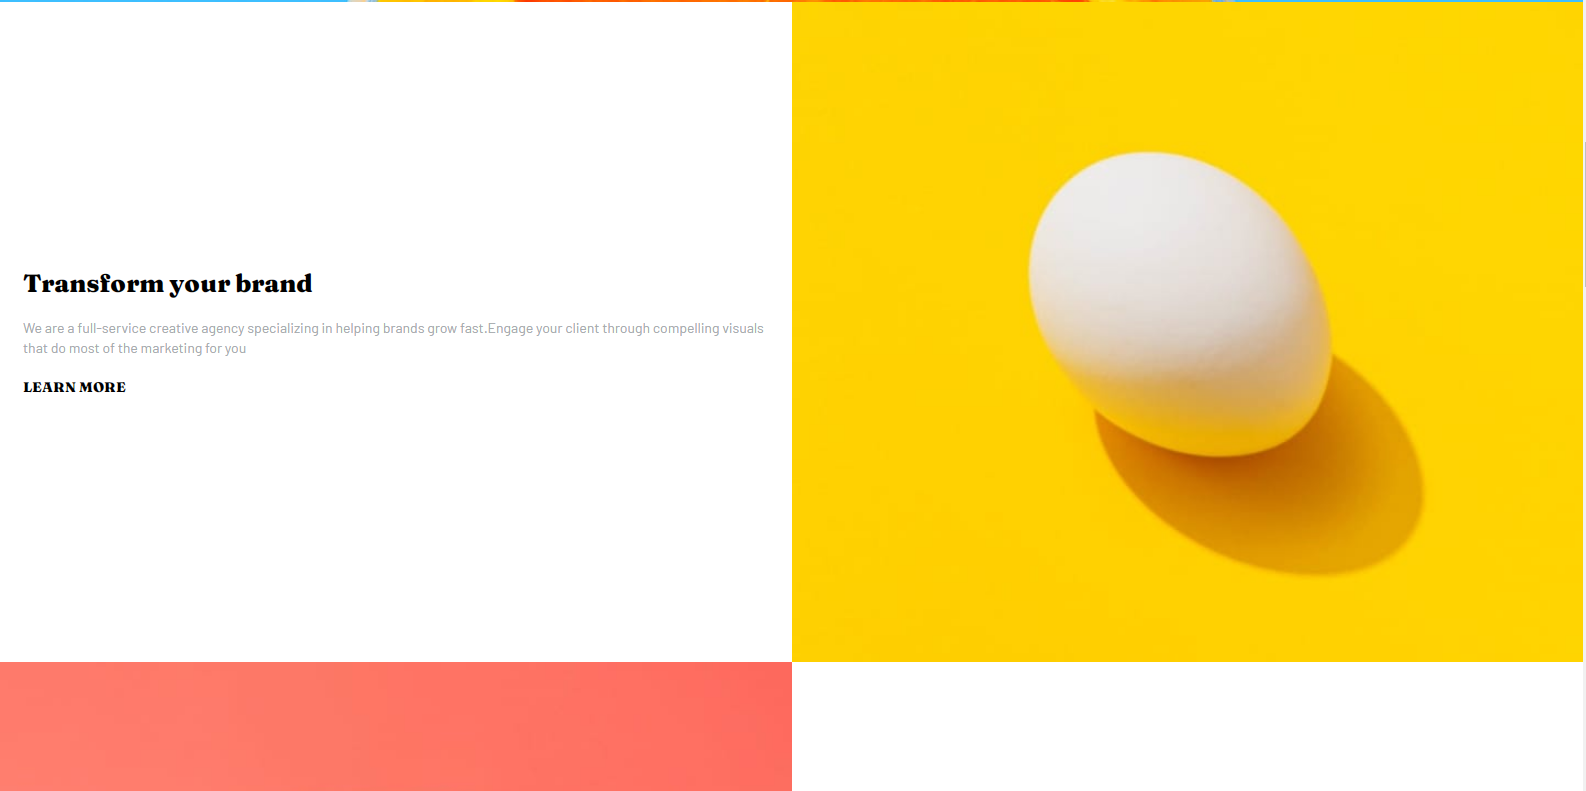 Transform your brand
We are a full-service creative agency specializing in helping brands grow fast.Engage your client through compelling visuals
that do most of the marketing for you
LEARN MORE